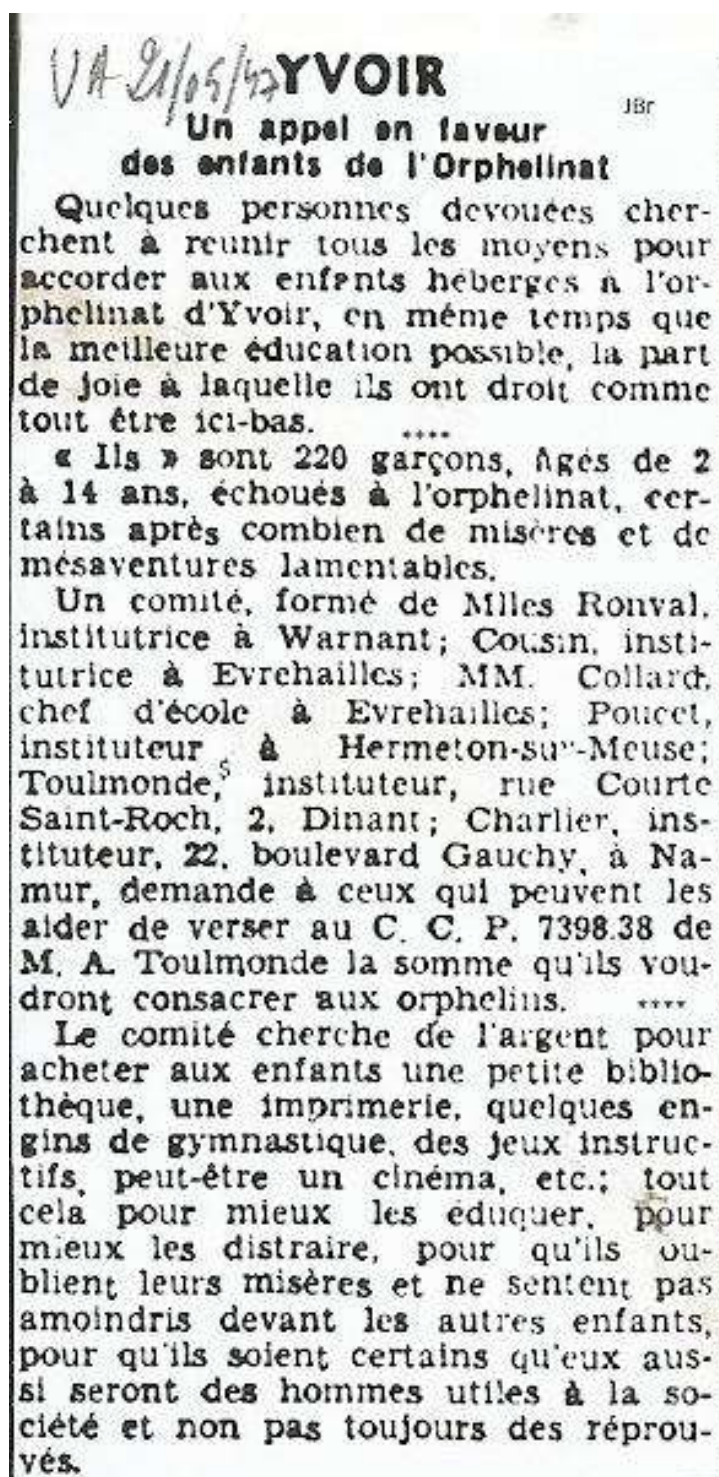 VA 21/05/47 YVOIR
JBr
Un appel en faveur
des enfants de l'Orphelinat
Quelques personnes dévouées cher-
chent à réunir tous les moyens pour
accorder aux enfants hébergés à l'or-
phelinat d'Yvoir, en même temps que
la meilleure éducation possible, la part
de joie à laquelle ils ont droit comme
tout être ici-bas. ....
« Ils » sont 220 garçons, âgés de 2
à 14 ans, échoués à l'orphelinat, cer-
tains après combien de misères et de
mésaventures lamentables.
Un comité, formé de Mlles Ronval,
institutrice à Warnant; Cousin, insti-
tutrice à Evrehailles; MM. Collard,
chef d'école à Evrehailles; Poucet,
instituteur à Hermeton-sur-Meuse;
Toulmonde, instituteur, rue Courte
Saint-Roch, 2, Dinant; Charlier, ins-
tituteur, 22, boulevard Gauchy, à Na-
mur, demande à ceux qui peuvent les
aider de verser au C. C. P. 7398.38 de
M. A. Toulmonde la somme qu'ils vou-
dront consacrer aux orphelins. ....
Le comité cherche de l'argent pour
acheter aux enfants une petite biblio-
thèque, une imprimerie, quelques en-
gins de gymnastique, des jeux instruc-
tifs, peut-être un cinéma, etc.; tout
cela pour mieux les éduquer, pour
mieux les distraire, pour qu'ils ou-
blient leurs misères et ne sentent pas
amoindris devant les autres enfants,
pour qu'ils soient certains qu'eux aus-
si seront des hommes utiles à la so-
ciété et non pas toujours des réprou-
vés.